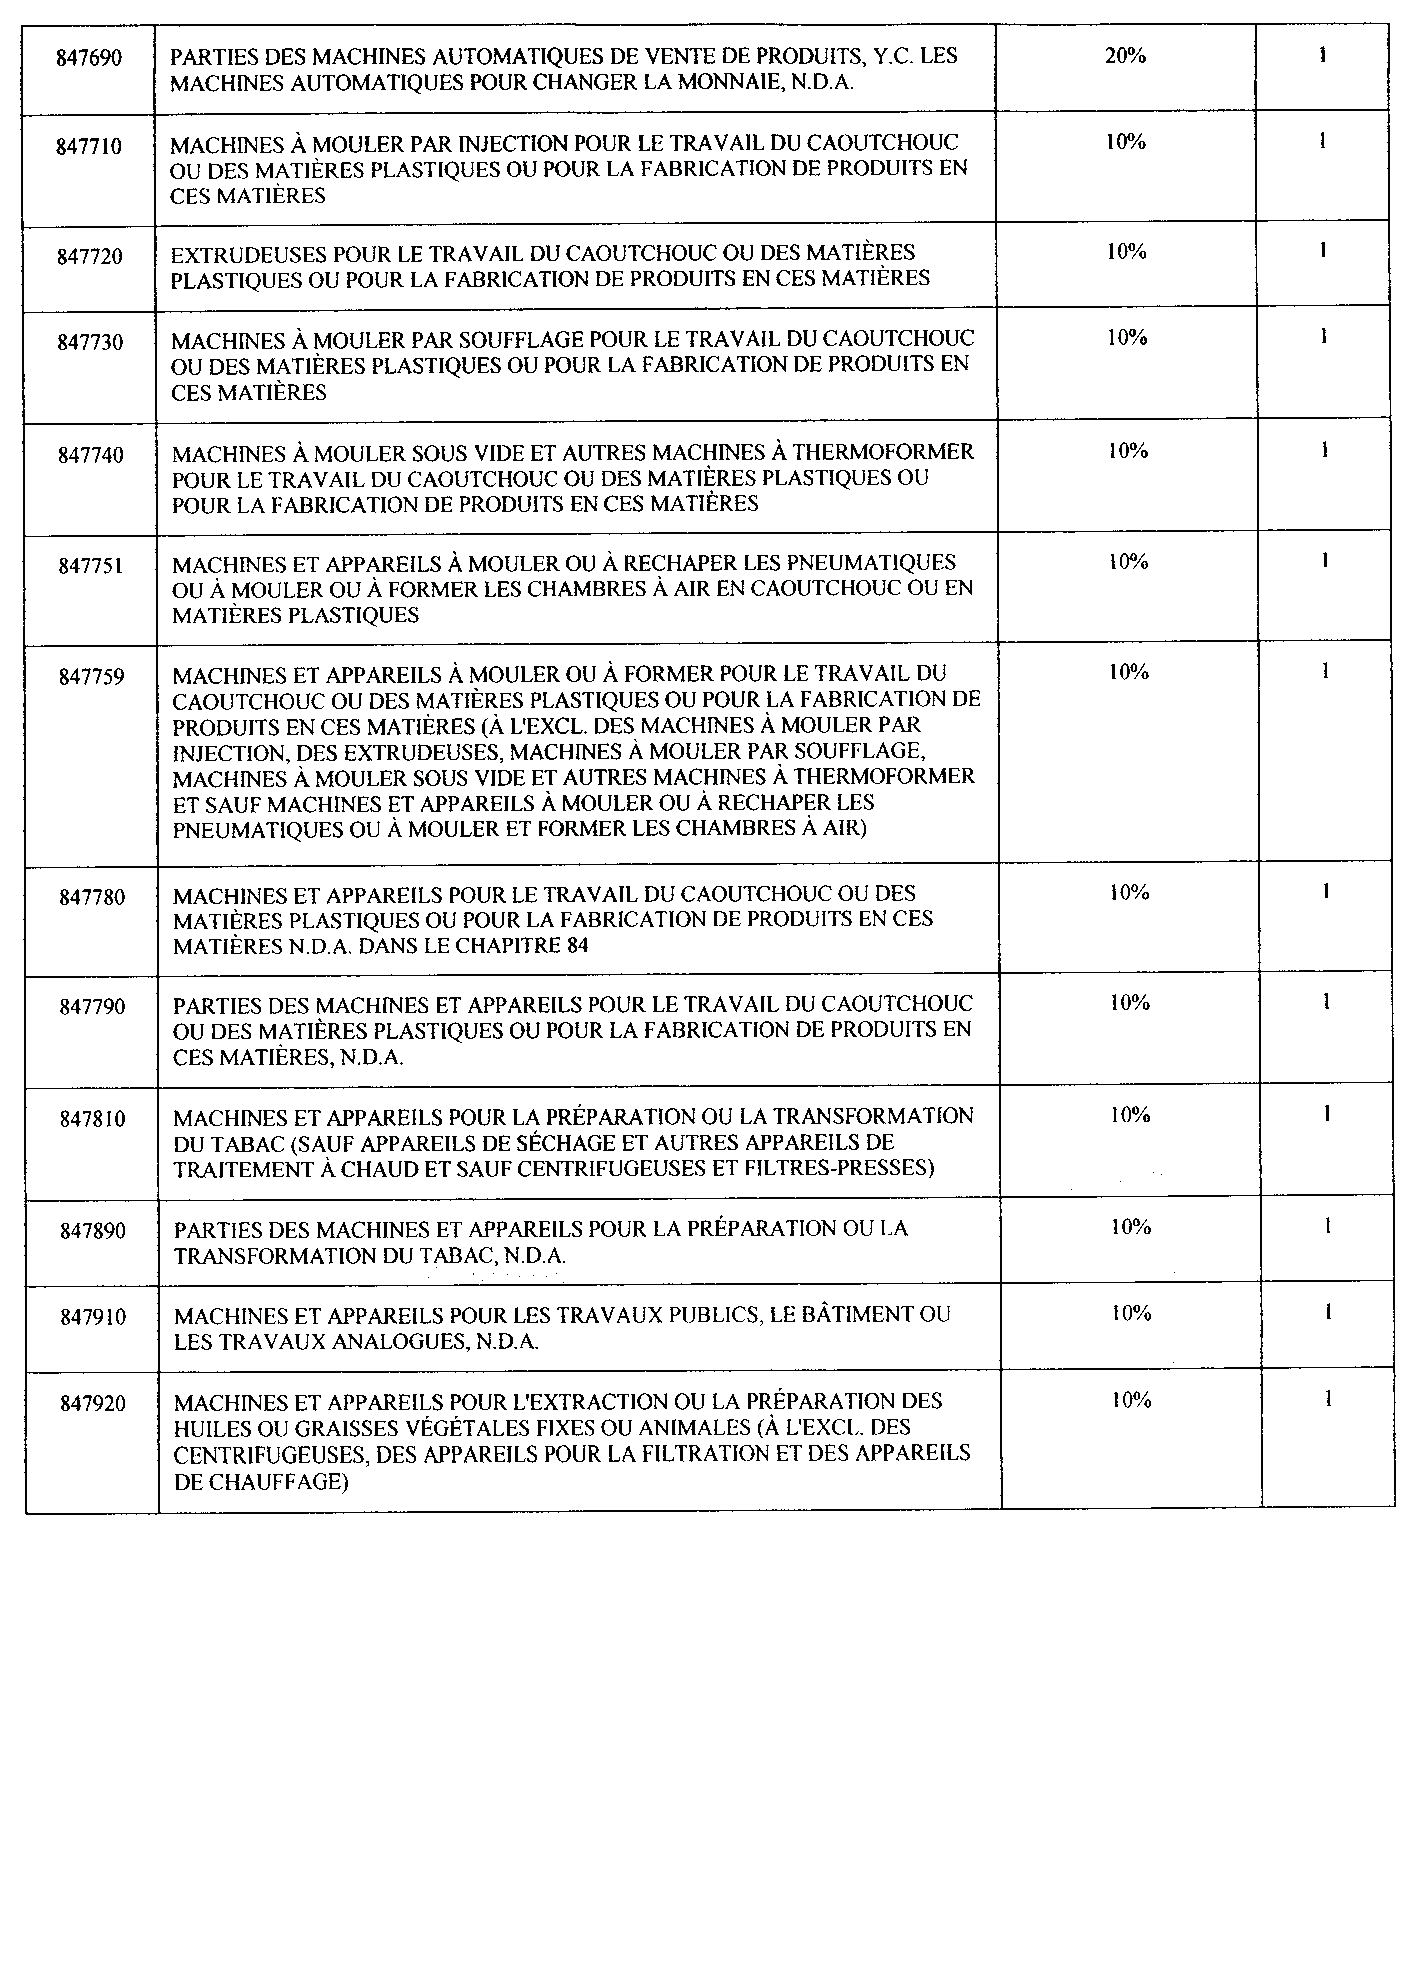 847690 PARTIES DES MACHINES AUTOMATIQUES DE VENTE DE PRODUITS, Y.C. LES 20% 1
MACHINES AUTOMATIQUES POUR CHANGER LA MONNAIE, N.D.A.
847710 MACHINES À MOULER PAR INJECTION POUR LE TRAVAIL DU CAOUTCHOUC 10% 1
OU DES MATIÈRES PLASTIQUES OU POUR LA FABRICATION DE PRODUITS EN
CES MATIÈRES
847720 EXTRUDEUSES POUR LE TRAVAIL DU CAOUTCHOUC OU DES MATIÈRES 10% 1
PLASTIQUES OU POUR LA FABRICATION DE PRODUITS EN CES MATIÈRES
847730 MACHINES À MOULER PAR SOUFFLAGE POUR LE TRAVAIL DU CAOUTCHOUC 10% 1
OU DES MATIÈRES PLASTIQUES OU POUR LA FABRICATION DE PRODUITS EN
CES MATIÈRES
847740 MACHINES À MOULER SOUS VIDE ET AUTRES MACHINES À THERMOFORMER 10% 1
POUR LE TRAVAIL DU CAOUTCHOUC OU DES MATIÈRES PLASTIQUES OU
POUR LA FABRICATION DE PRODUITS EN CES MATIÈRES
847751 MACHINES ET APPAREILS À MOULER OU À RECHAPER LES PNEUMATIQUES 10% 1
OU À MOULER OU À FORMER LES CHAMBRES À AIR EN CAOUTCHOUC OU EN
MATIÈRES PLASTIQUES
847759 MACHINES ET APPAREILS À MOULER OU À FORMER POUR LE TRAVAIL DU 10% 1
CAOUTCHOUC OU DES MATIÈRES PLASTIQUES OU POUR LA FABRICATION DE
PRODUITS EN CES MATIÈRES (À L'EXCL. DES MACHINES À MOULER PAR
INJECTION, DES EXTRUDEUSES, MACHINES À MOULER PAR SOUFFLAGE,
MACHINES À MOULER SOUS VIDE ET AUTRES MACHINES À THERMOFORMER
ET SAUF MACHINES ET APPAREILS À MOULER OU À RECHAPER LES
PNEUMATIQUES OU À MOULER ET FORMER LES CHAMBRES À AIR)
847780 MACHINES ET APPAREILS POUR LE TRAVAIL DU CAOUTCHOUC OU DES 10% 1
MATIÈRES PLASTIQUES OU POUR LA FABRICATION DE PRODUITS EN CES
MATIÈRES N.D.A. DANS LE CHAPITRE 84
847790 PARTIES DES MACHINES ET APPAREILS POUR LE TRAVAIL DU CAOUTCHOUC 10% 1
OU DES MATIÈRES PLASTIQUES OU POUR LA FABRICATION DE PRODUITS EN
CES MATIÈRES, N.D.A.
847810 MACHINES ET APPAREILS POUR LA PRÉPARATION OU LA TRANSFORMATION 10% 1
DU TABAC (SAUF APPAREILS DE SÉCHAGE ET AUTRES APPAREILS DE
TRAITEMENT À CHAUD ET SAUF CENTRIFUGEUSES ET FILTRES-PRESSES)
847890 PARTIES DES MACHINES ET APPAREILS POUR LA PRÉPARATION OU LA 10% 1
TRANSFORMATION DU TABAC, N.D.A.
847910 MACHINES ET APPAREILS POUR LES TRAVAUX PUBLICS, LE BÂTIMENT OU 10% 1
LES TRAVAUX ANALOGUES, N.D.A.
847920 MACHINES ET APPAREILS POUR L'EXTRACTION OU LA PRÉPARATION DES 10% 1
HUILES OU GRAISSES VÉGÉTALES FIXES OU ANIMALES (À L'EXCL. DES
CENTRIFUGEUSES, DES APPAREILS POUR LA FILTRATION ET DES APPAREILS
DE CHAUFFAGE)